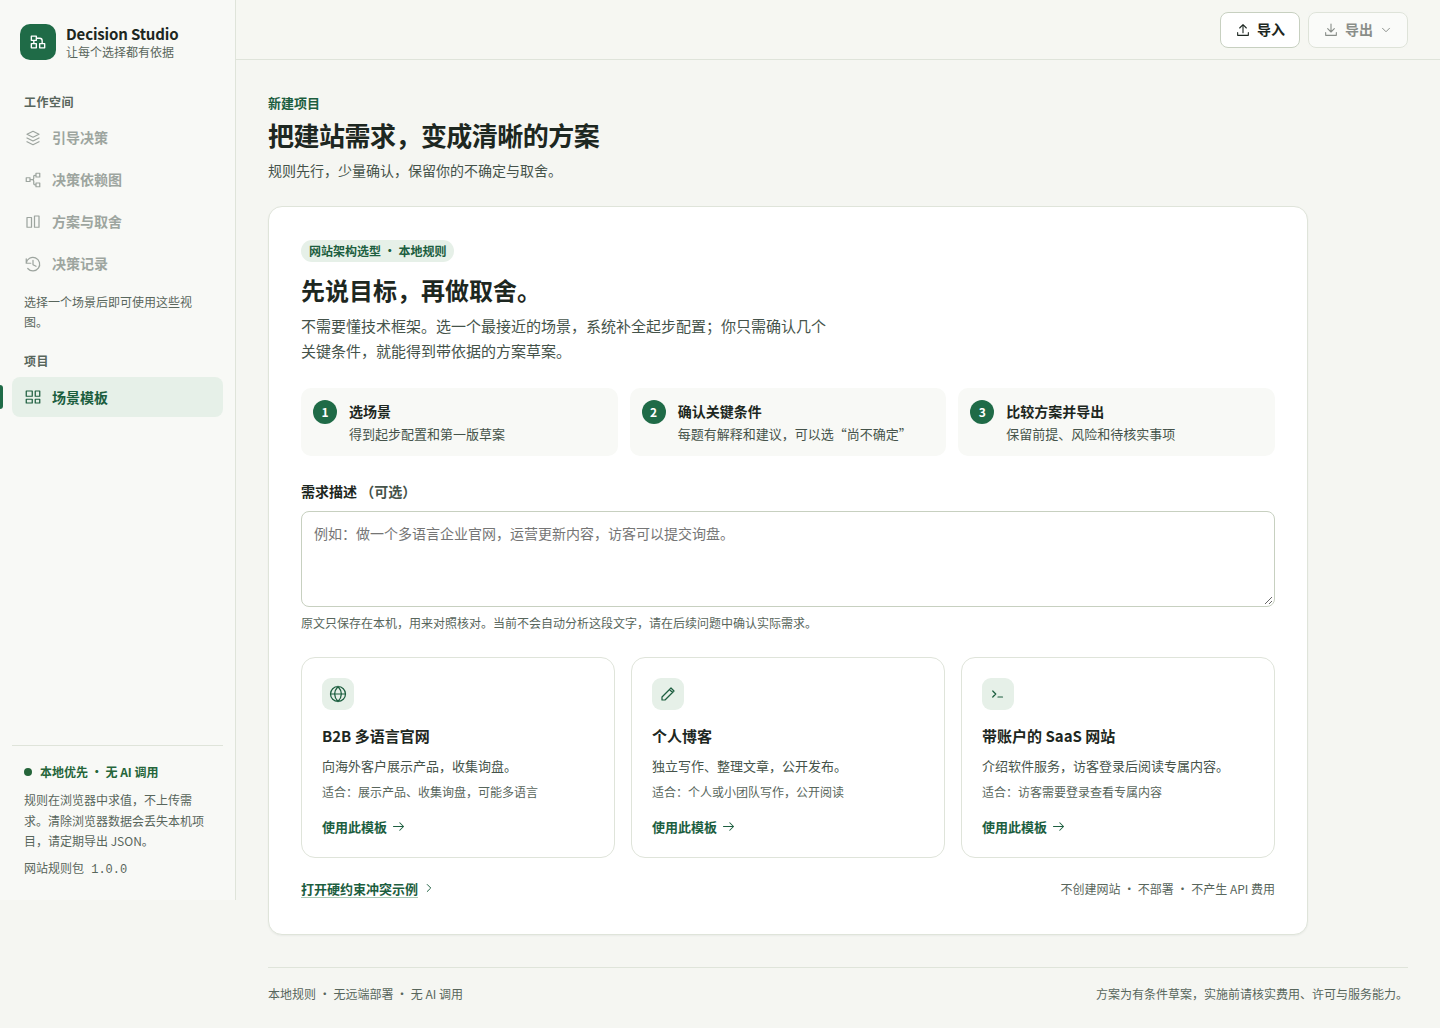 Decision Studio
让每个选择都有依据
工作空间
引导决策
决策依赖图
方案与取舍
决策记录
选择一个场景后即可使用这些视
图。
项目
场景模板
本地优先 · 无 AI 调用
规则在浏览器中求值，不上传需
求。清除浏览器数据会丢失本机项
目，请定期导出 JSON。
网站规则包 1.0.0
导入
导出
新建项目
把建站需求，变成清晰的方案
规则先行，少量确认，保留你的不确定与取舍。
网站架构选型 · 本地规则
先说目标，再做取舍。
不需要懂技术框架。选一个最接近的场景，系统补全起步配置；你只需确认几个
关键条件，就能得到带依据的方案草案。
1 选场景
得到起步配置和第一版草案
2 确认关键条件
每题有解释和建议，可以选“尚不确定”
3 比较方案并导出
保留前提、风险和待核实事项
需求描述 （可选）
例如：做一个多语言企业官网，运营更新内容，访客可以提交询盘。
原文只保存在本机，用来对照核对。当前不会自动分析这段文字，请在后续问题中确认实际需求。
B2B 多语言官网
向海外客户展示产品，收集询盘。
适合：展示产品、收集询盘，可能多语言
使用此模板
个人博客
独立写作、整理文章，公开发布。
适合：个人或小团队写作，公开阅读
使用此模板
带账户的 SaaS 网站
介绍软件服务，访客登录后阅读专属内容。
适合：访客需要登录查看专属内容
使用此模板
打开硬约束冲突示例
不创建网站 · 不部署 · 不产生 API 费用
本地规则 · 无远端部署 · 无 AI 调用
方案为有条件草案，实施前请核实费用、许可与服务能力。